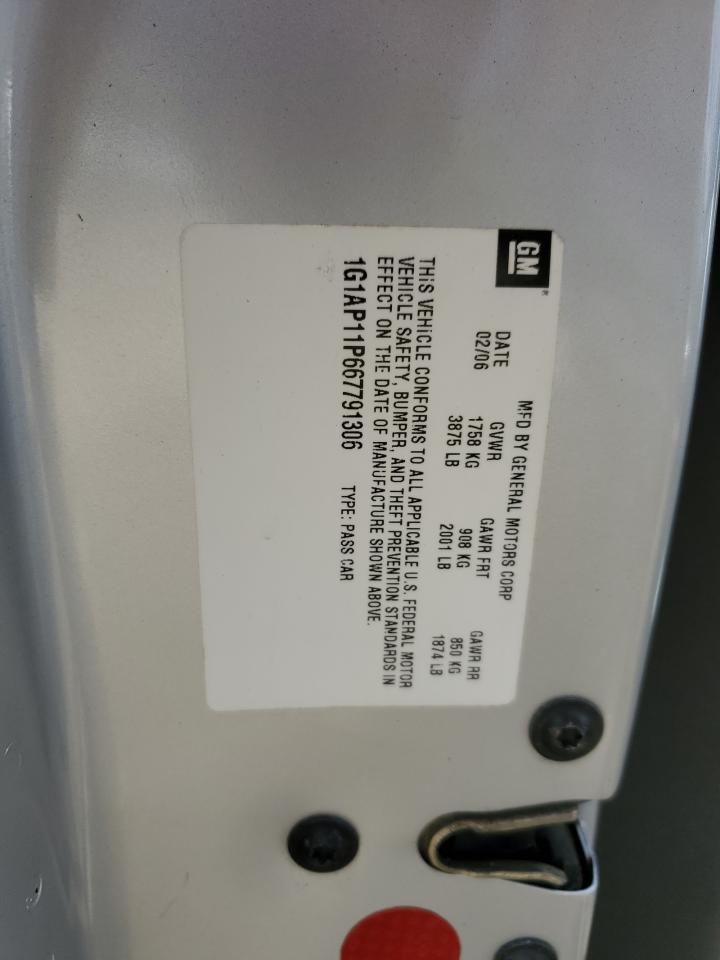 GM®
MFD BY GENERAL MOTORS CORP
DATE GVWR GAWR FRT GAWR RR
02/06 1758 KG 908 KG 850 KG
3875 LB 2001 LB 1874 LB
THIS VEHICLE CONFORMS TO ALL APPLICABLE U.S. FEDERAL MOTOR
VEHICLE SAFETY, BUMPER, AND THEFT PREVENTION STANDARDS IN
EFFECT ON THE DATE OF MANUFACTURE SHOWN ABOVE.
1G1AP11P667791306 TYPE: PASS CAR